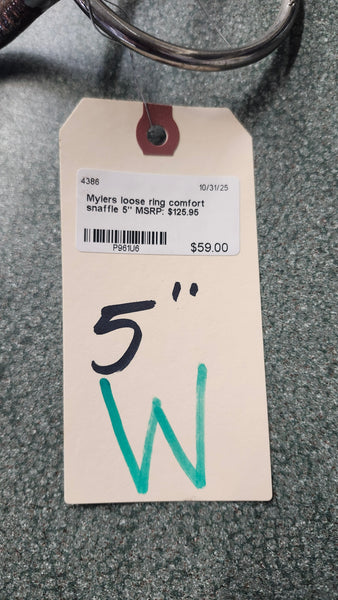 4386 10/31/25
Mylers loose ring comfort
snaffle 5" MSRP: $125.95
P961U6 $59.00
5"
W